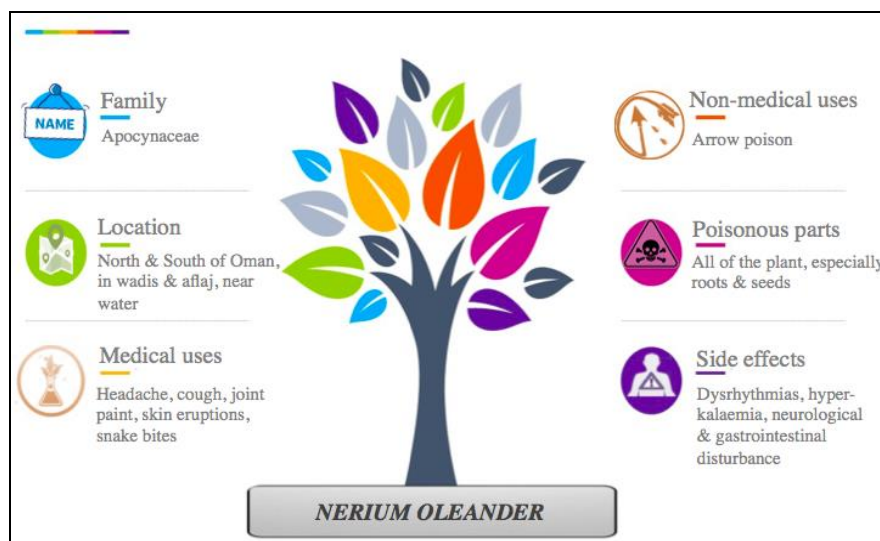 NAME
Family
Apocynaceae
Location
North & South of Oman,
in wadis & aflaj, near
water
Medical uses
Headache, cough, joint
paint, skin eruptions,
snake bites
Non-medical uses
Arrow poison
Poisonous parts
All of the plant, especially
roots & seeds
Side effects
Dysrhythmias, hyper-
kalaemia, neurological
& gastrointestinal
disturbance
NERIUM OLEANDER